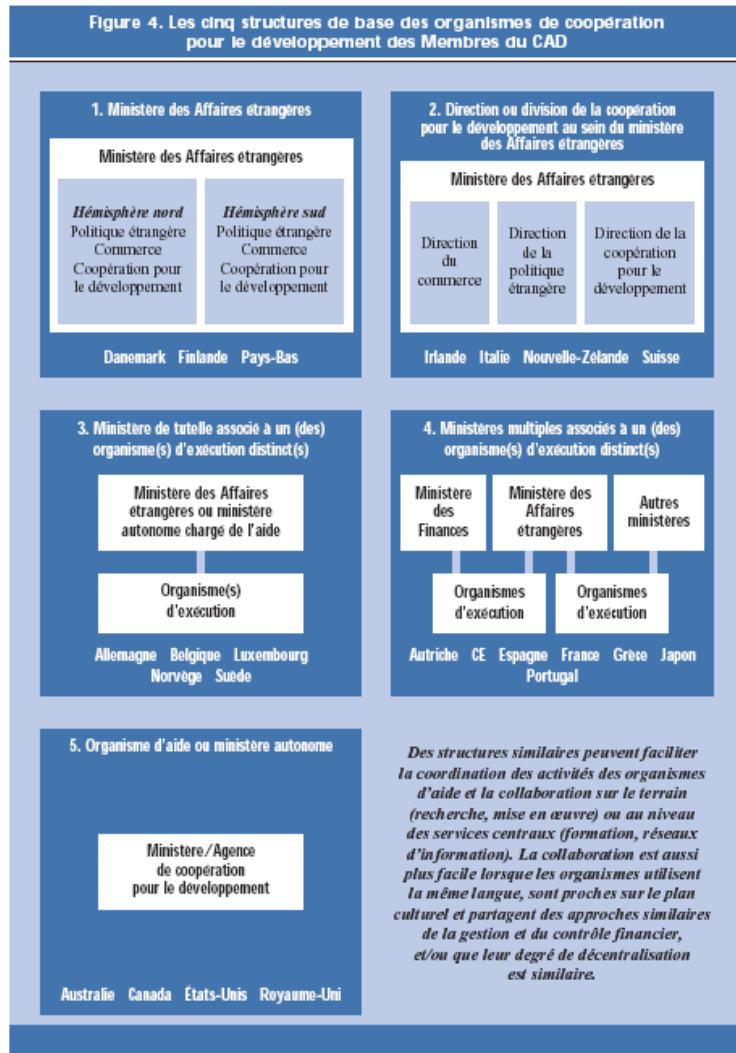 Figure 4. Les cinq structures de base des organismes de coopération
pour le développement des Membres du CAD
1. Ministère des Affaires étrangères
Ministère des Affaires étrangères
Hémisphère nord
Politique étrangère
Commerce
Coopération pour
le développement
Hémisphère sud
Politique étrangère
Commerce
Coopération pour
le développement
Danemark Finlande Pays-Bas
2. Direction ou division de la coopération
pour le développement au sein du ministère
des Affaires étrangères
Ministère des Affaires étrangères
Direction
du
commerce
Direction
de la
politique
étrangère
Direction de la
coopération
pour le
développement
Irlande Italie Nouvelle-Zélande Suisse
3. Ministère de tutelle associé à un (des)
organisme(s) d'exécution distinct(s)
Ministère des Affaires
étrangères ou ministère
autonome chargé de l'aide
Organisme(s)
d'exécution
Allemagne Belgique Luxembourg
Norvège Suède
4. Ministères multiples associés à un (des)
organisme(s) d'exécution distinct(s)
Ministère
des
Finances
Ministère des
Affaires
étrangères
Autres
ministères
Organismes
d'exécution
Organismes
d'exécution
Autriche CE Espagne France Grèce Japon
Portugal
5. Organisme d'aide ou ministère autonome
Ministère/Agence
de coopération
pour le développement
Australie Canada États-Unis Royaume-Uni
Des structures similaires peuvent faciliter
la coordination des activités des organismes
d'aide et la collaboration sur le terrain
(recherche, mise en œuvre) ou au niveau
des services centraux (formation, réseaux
d'information). La collaboration est aussi
plus facile lorsque les organismes utilisent
la même langue, sont proches sur le plan
culturel et partagent des approches similaires
de la gestion et du contrôle financier,
et/ou que leur degré de décentralisation
est similaire.